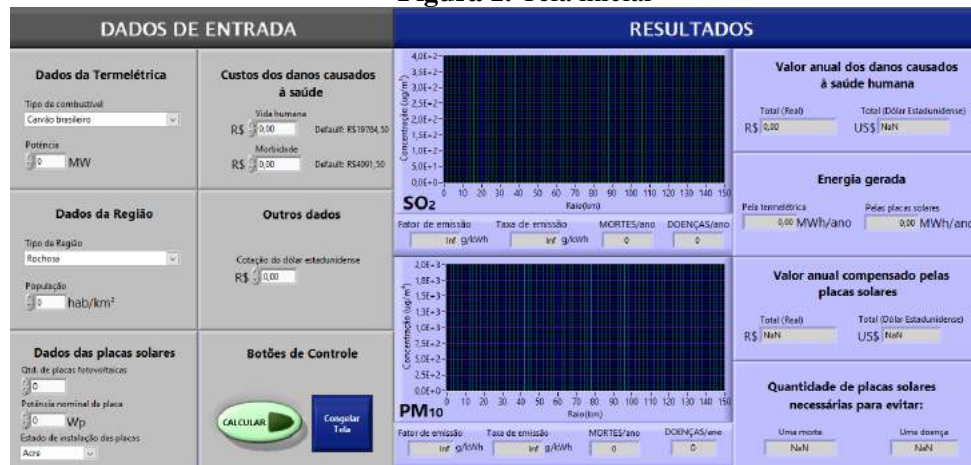 Figura 1. Tela inicial
DADOS DE ENTRADA
Dados da Termelétrica
Tipo de combustível
Carvão brasileiro
Potência
0 MW
Custos dos danos causados
à saúde
Vida humana
R$ 0,00 Default: R$19764,50
Morbidade
R$ 0,00 Default: R$4091,50
Dados da Região
Tipo de Região
Rochosa
População
0 hab/km²
Outros dados
Cotação do dólar estadunidense
R$ 0,00
Dados das placas solares
Qtd. de placas fotovoltaicas
0
Potência nominal da placa
0 Wp
Estado de instalação das placas
Acre
Botões de Controle
CALCULAR
Congelar
Tela
RESULTADOS
Concentração (ug/m³)
4,0E+2
3,5E+2
3,0E+2
2,5E+2
2,0E+2
1,5E+2
1,0E+2
5,0E+1
0,0E+0
0 10 20 30 40 50 60 70 80 90 100 110 120 130 140 150
Raio(km)
SO2
Fator de emissão Taxa de emissão MORTES/ano DOENÇAS/ano
Inf g/kWh Inf g/kWh 0 0
Concentração (ug/m³)
2,0E+3
1,8E+3
1,5E+3
1,3E+3
1,0E+3
7,5E+2
5,0E+2
2,5E+2
0,0E+0
0 10 20 30 40 50 60 70 80 90 100 110 120 130 140 150
Raio(km)
PM10
Fator de emissão Taxa de emissão MORTES/ano DOENÇAS/ano
Inf g/kWh Inf g/kWh 0 0
Valor anual dos danos causados
à saúde humana
Total (Real) Total (Dólar Estadunidense)
R$ 0,00 US$ NaN
Energia gerada
Pela termelétrica Pelas placas solares
0,00 MWh/ano 0,00 MWh/ano
Valor anual compensado pelas
placas solares
Total (Real) Total (Dólar Estadunidense)
R$ NaN US$ NaN
Quantidade de placas solares
necessárias para evitar:
Uma morte Uma doença
NaN NaN